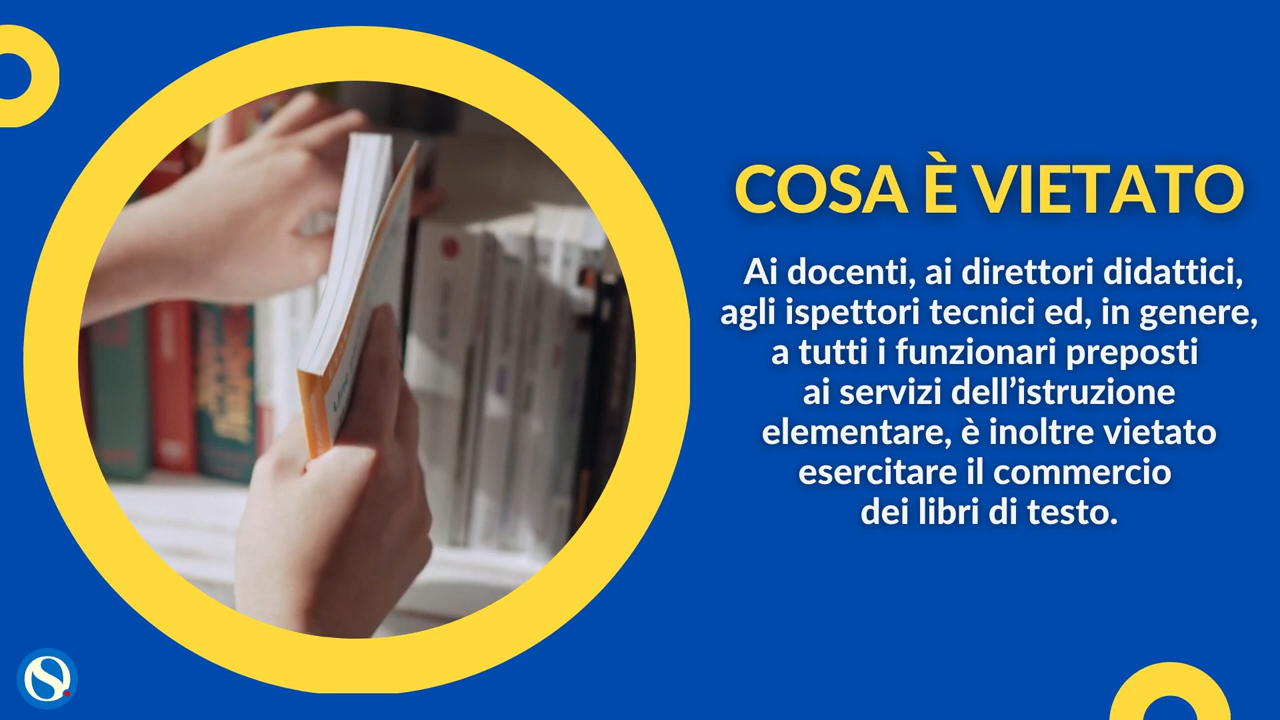 COSA È VIETATO
Ai docenti, ai direttori didattici,
agli ispettori tecnici ed, in genere,
a tutti i funzionari preposti
ai servizi dell’istruzione
elementare, è inoltre vietato
esercitare il commercio
dei libri di testo.
S